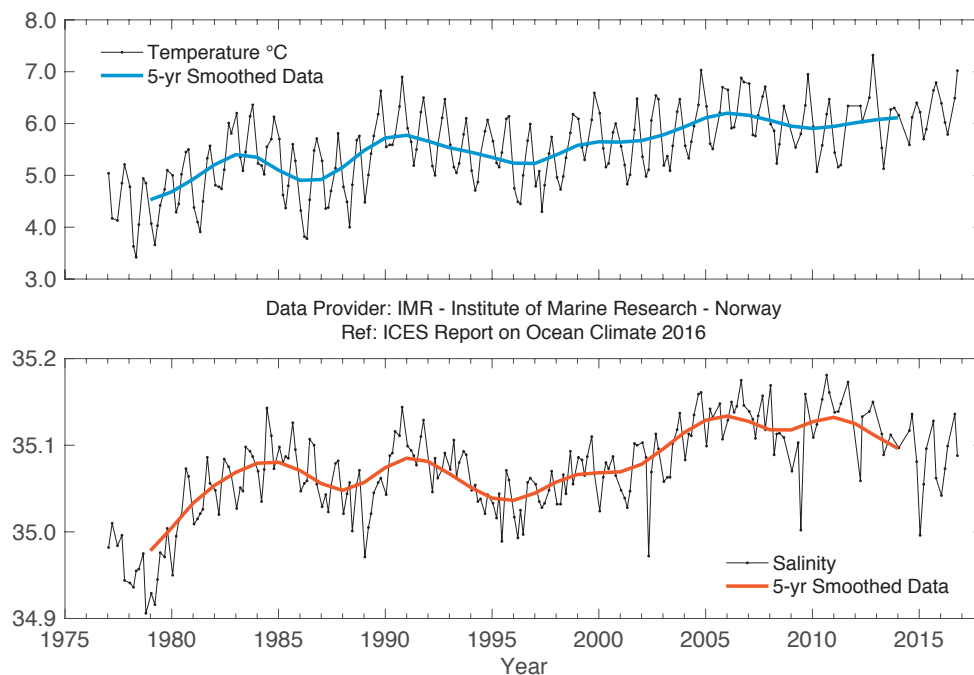 8.0
Temperature °C
5-yr Smoothed Data
7.0
6.0
5.0
4.0
3.0
Data Provider: IMR - Institute of Marine Research - Norway
Ref: ICES Report on Ocean Climate 2016
35.2
35.1
35.0
Salinity
5-yr Smoothed Data
34.9
1975 1980 1985 1990 1995 2000 2005 2010 2015
Year